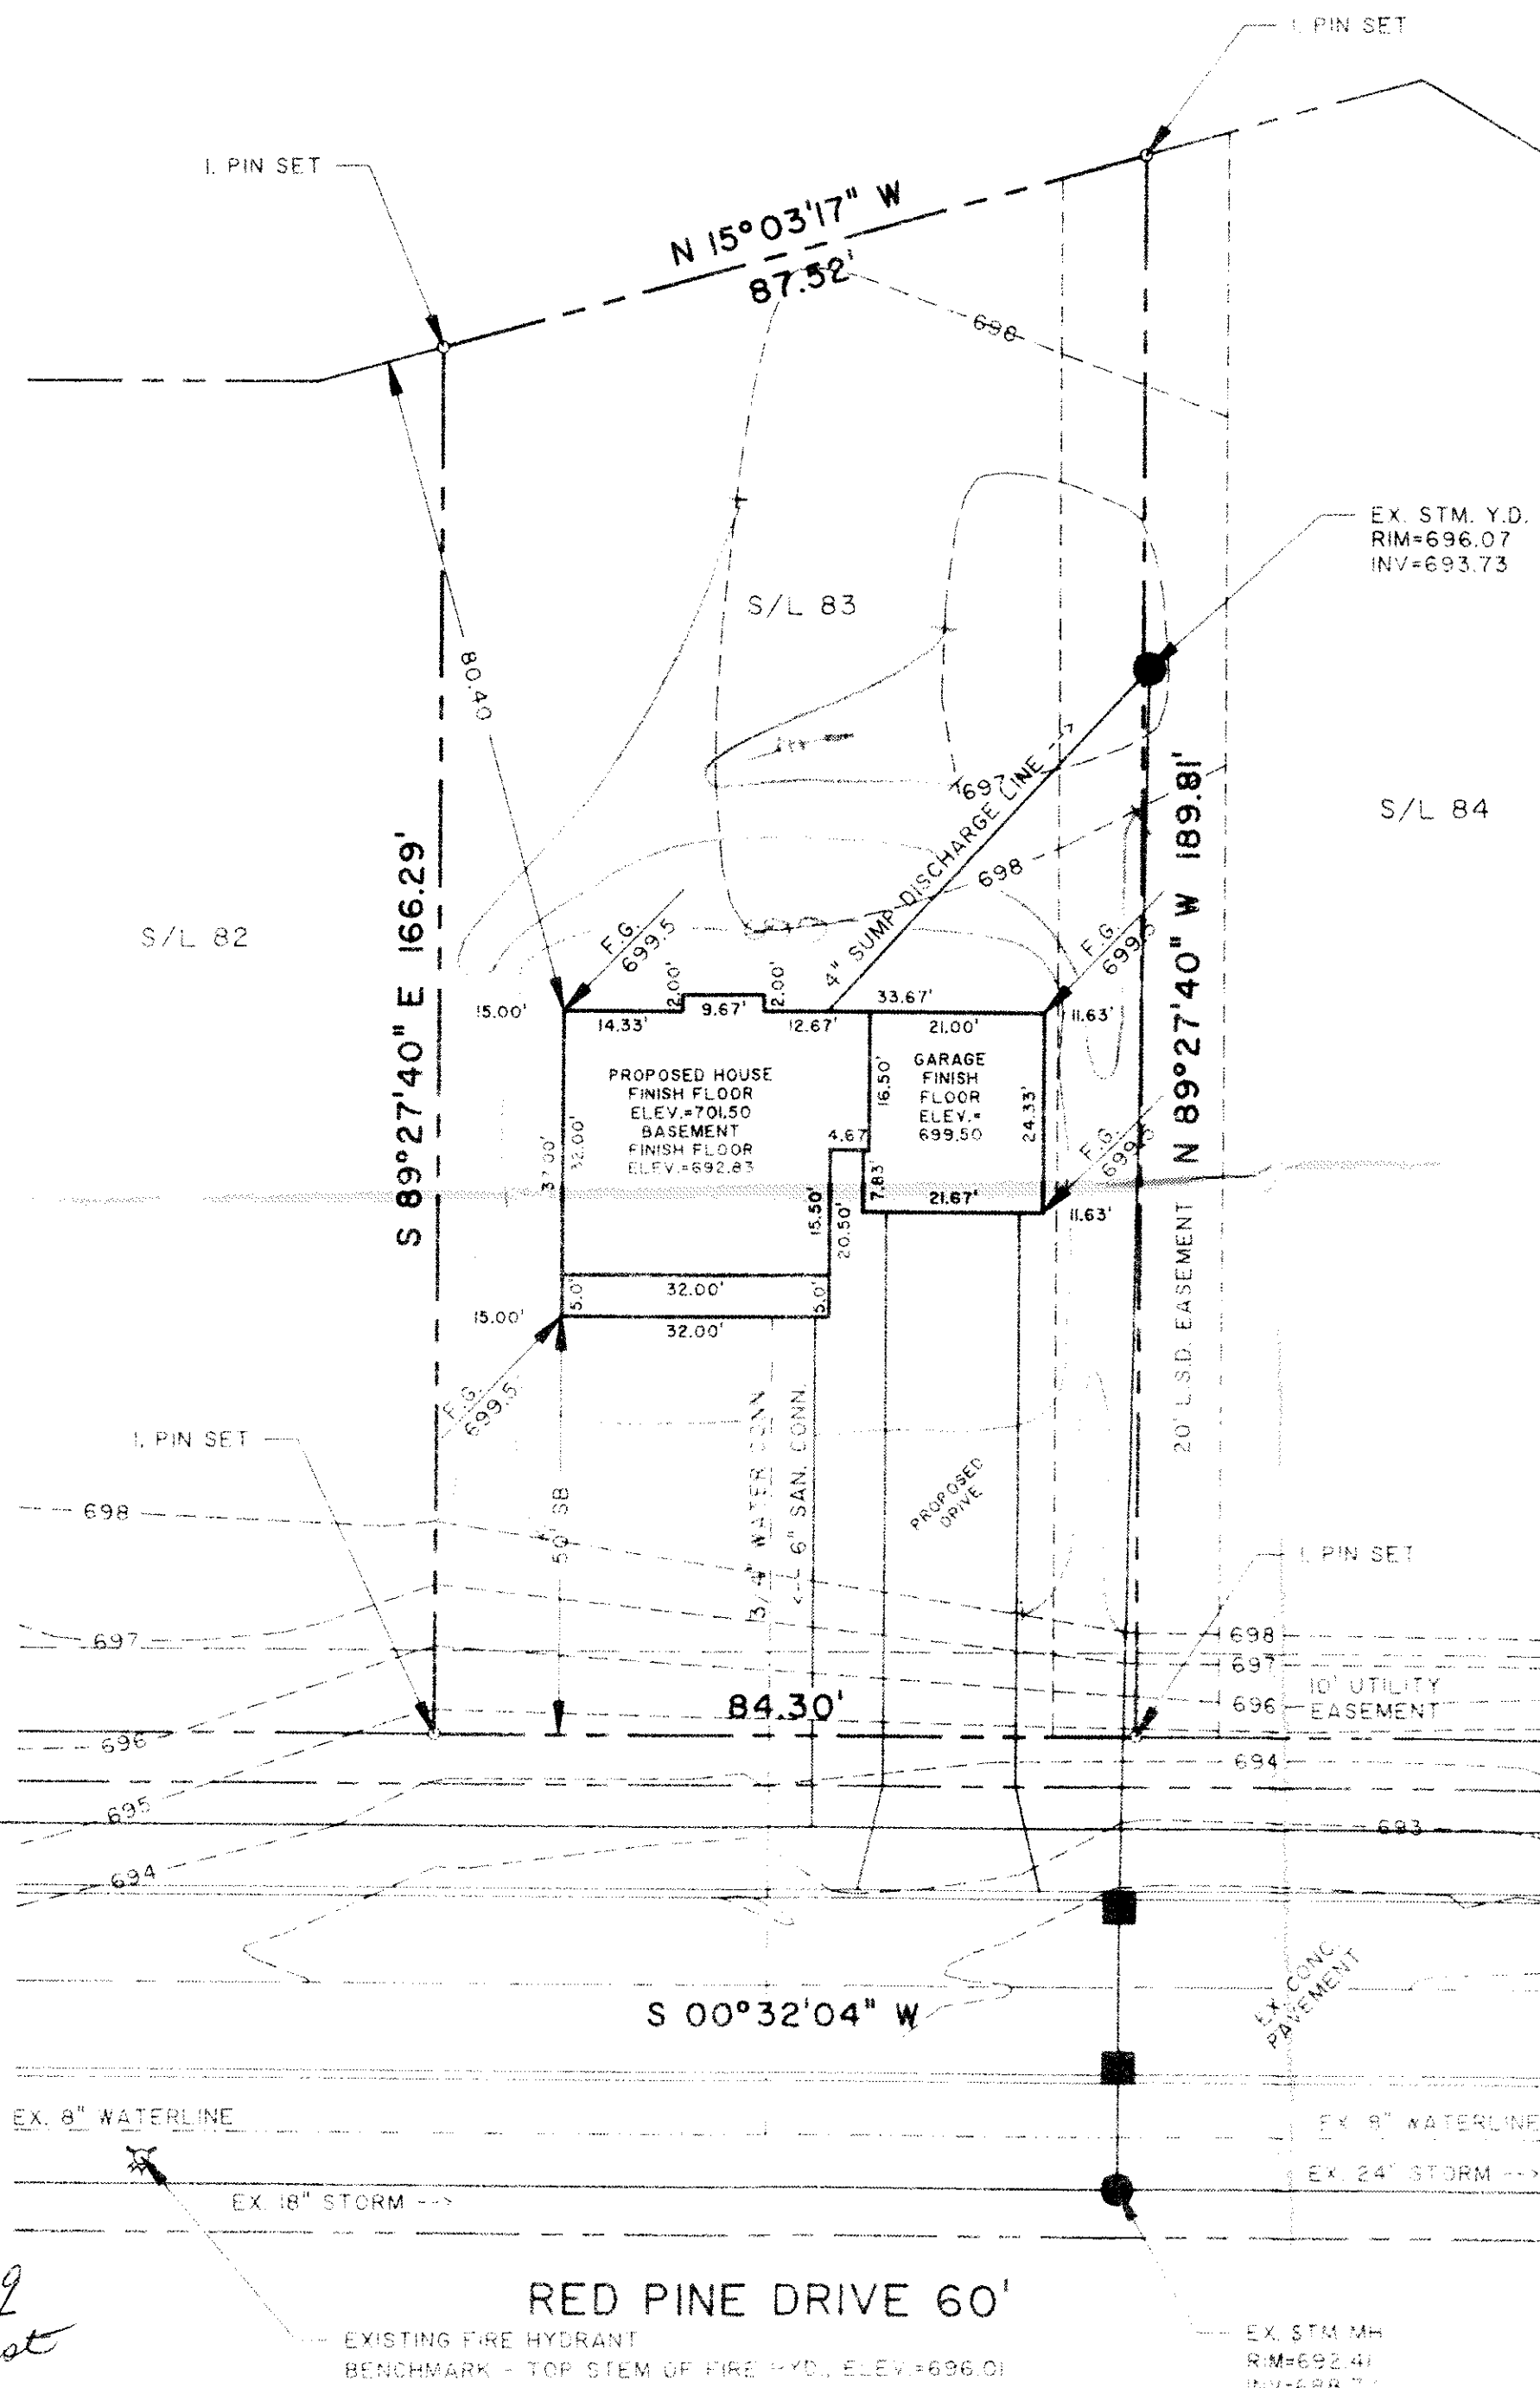 I. PIN SET
I. PIN SET
N 15°03'17" W
87.52'
698
EX. STM. Y.D.
RIM=696.07
INV=693.73
S/L 83
80.40
697
4" SUMP DISCHARGE LINE -->
698
S/L 84
S 89°27'40" E 166.29'
N 89°27'40" W 189.81'
S/L 82
F.G.
699.5
F.G.
699.5
15.00'
2.00'
9.67'
2.00'
33.67'
11.63'
14.33'
12.67'
21.00'
PROPOSED HOUSE
FINISH FLOOR
ELEV.=701.50
BASEMENT
FINISH FLOOR
ELEV.=692.83
GARAGE
FINISH
FLOOR
ELEV.=
699.50
16.50'
24.33'
4.67
37.00'
32.00'
F.G.
699.5
7.83'
15.50'
20.50'
21.67'
11.63'
5.0'
32.00'
5.0'
15.00'
32.00'
20' L.S.D. EASEMENT
F.G.
699.5
I. PIN SET
50' SB
3/4" WATER CONN
<-- 6" SAN. CONN.
PROPOSED
DRIVE
698
I. PIN SET
697
698
697
10' UTILITY
EASEMENT
696
84.30'
696
694
695
693
694
EX. CONC.
PAVEMENT
S 00°32'04" W
EX. 8" WATERLINE
EX. 8" WATERLINE
EX. 24" STORM -->
EX. 18" STORM -->
RED PINE DRIVE 60'
EXISTING FIRE HYDRANT
BENCHMARK - TOP STEM OF FIRE HYD., ELEV.=696.01
EX. STM MH
RIM=692.41